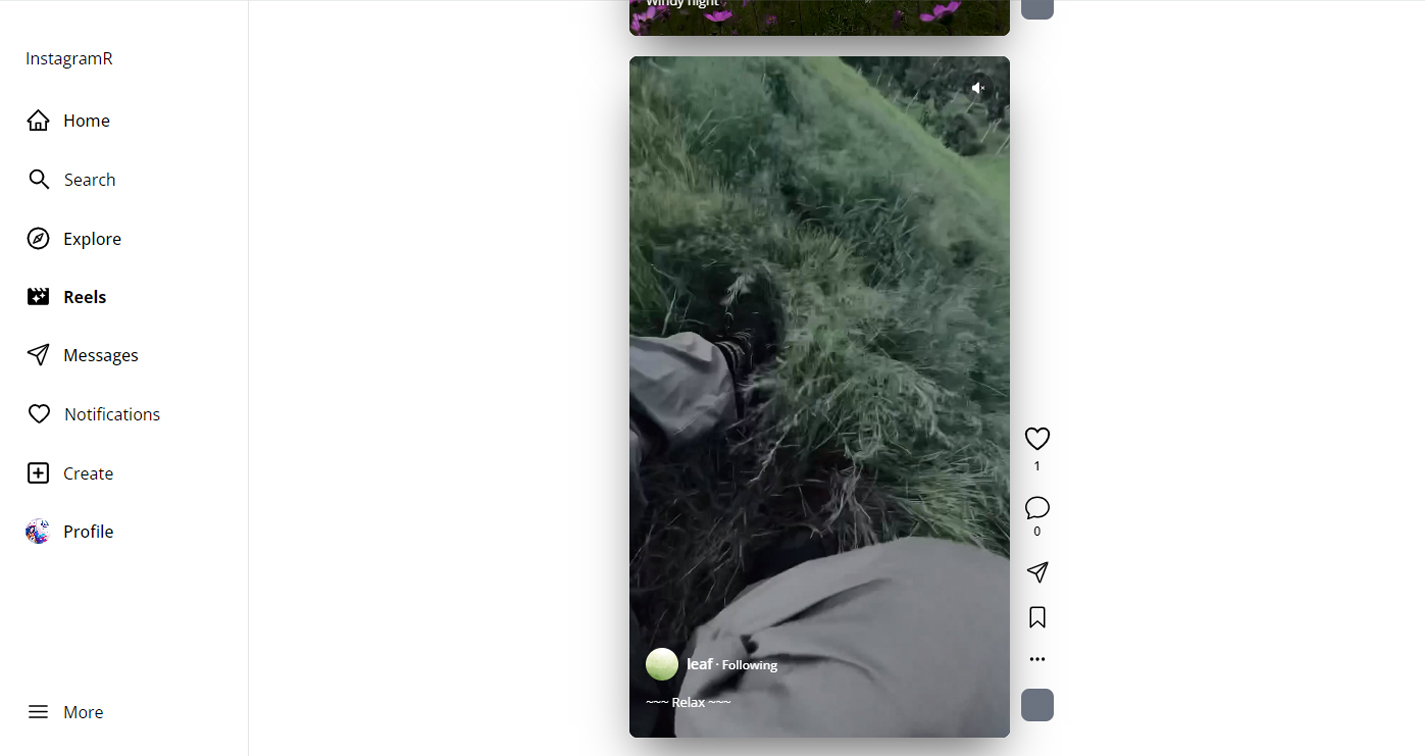 Windy night
InstagramR
Home
Search
Explore
Reels
Messages
Notifications
Create
Profile
More
1
0
leaf · Following
~~~ Relax ~~~